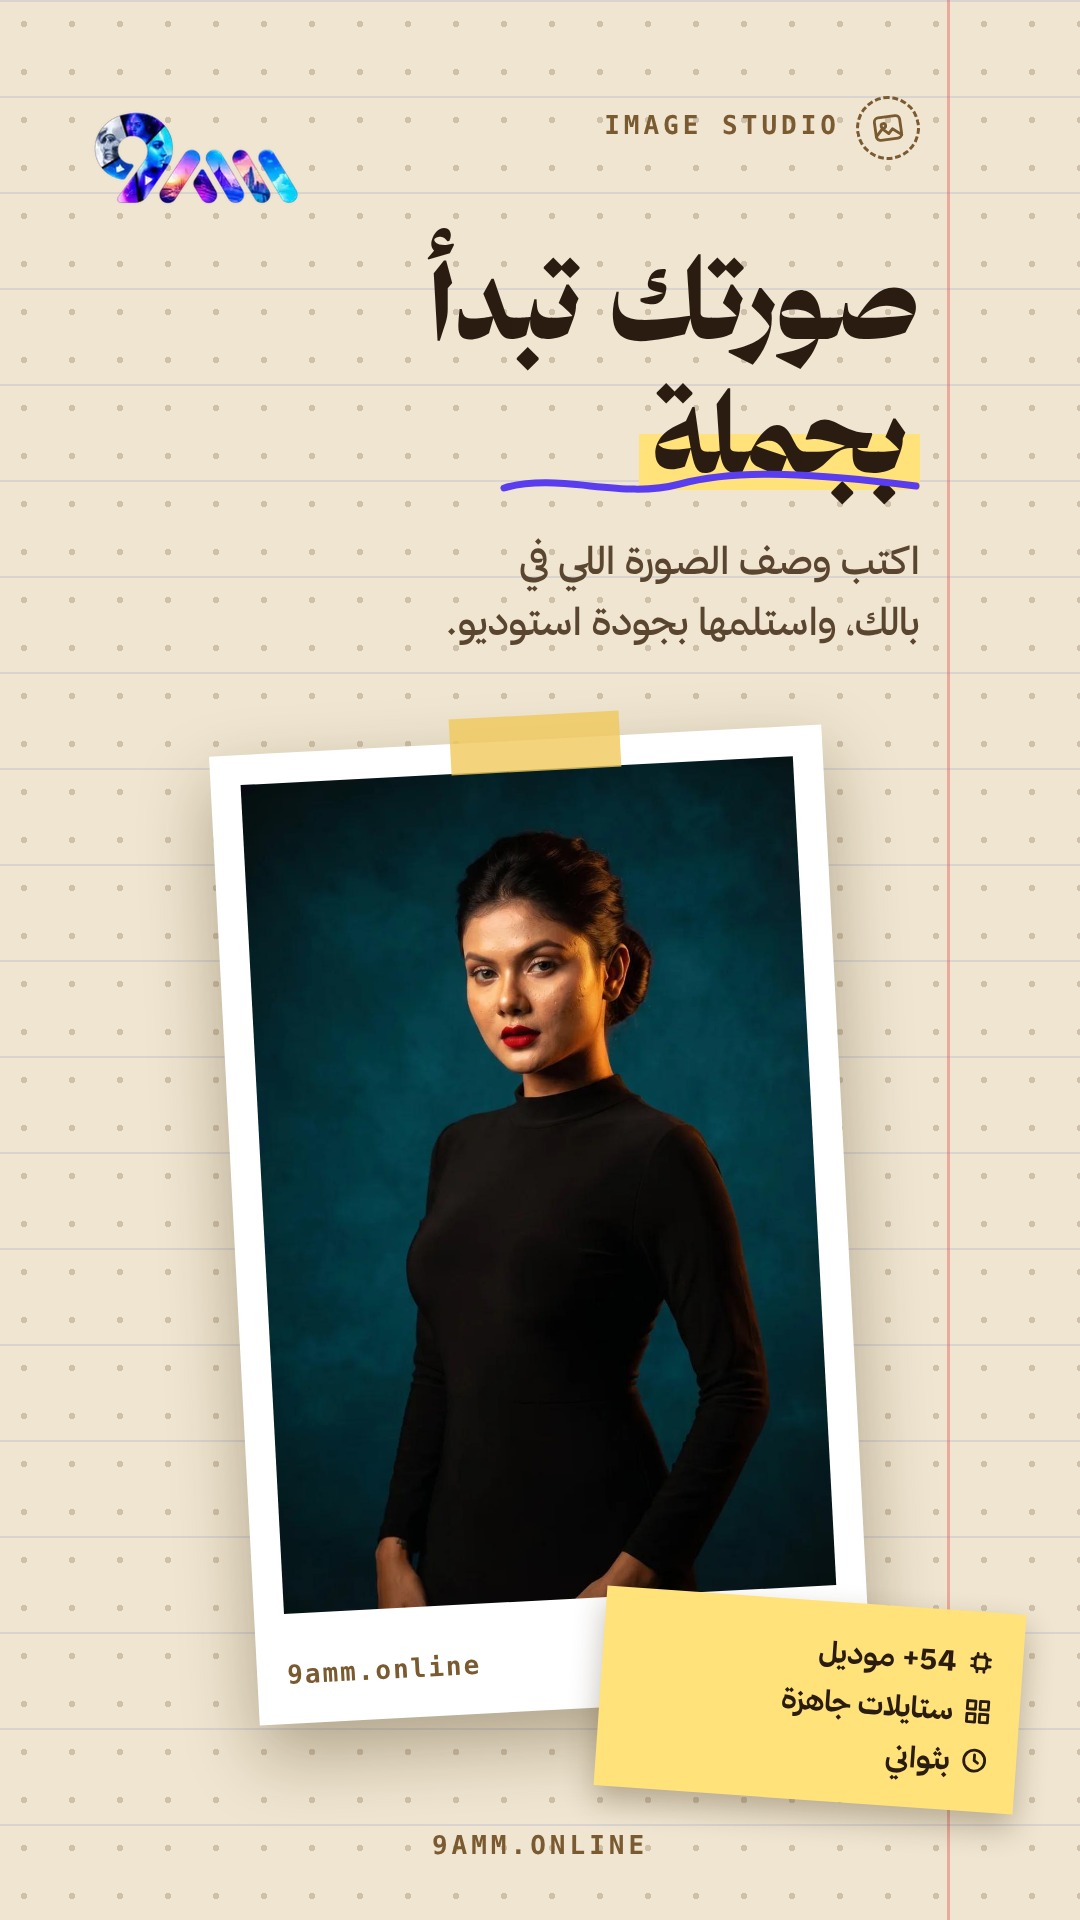 9amm
IMAGE STUDIO
صورتك تبدأ
بجملة
اكتب وصف الصورة اللي في
بالك، واستلمها بجودة استوديو.
9amm.online
54+ موديل
ستايلات جاهزة
بثواني
9AMM.ONLINE